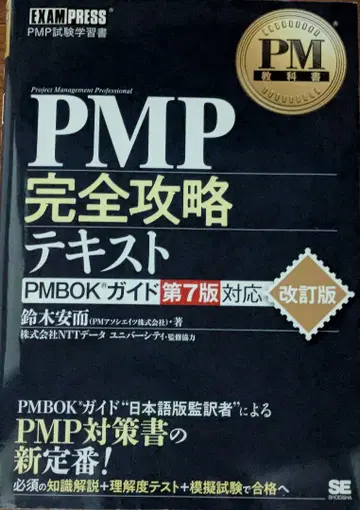 EXAMPRESS
PMP試験学習書
PM
教科書
Project Management Professional
PMP
完全攻略
テキスト
PMBOK®ガイド 第7版 対応
改訂版
鈴木安而(PMアソシエイツ株式会社)・著
株式会社NTTデータ ユニバーシティ・監修協力
PMBOK®ガイド“日本語版監訳者”による
PMP対策書の
新定番!
必須の知識解説+理解度テスト+模擬試験で合格へ
SE
SHOEISHA